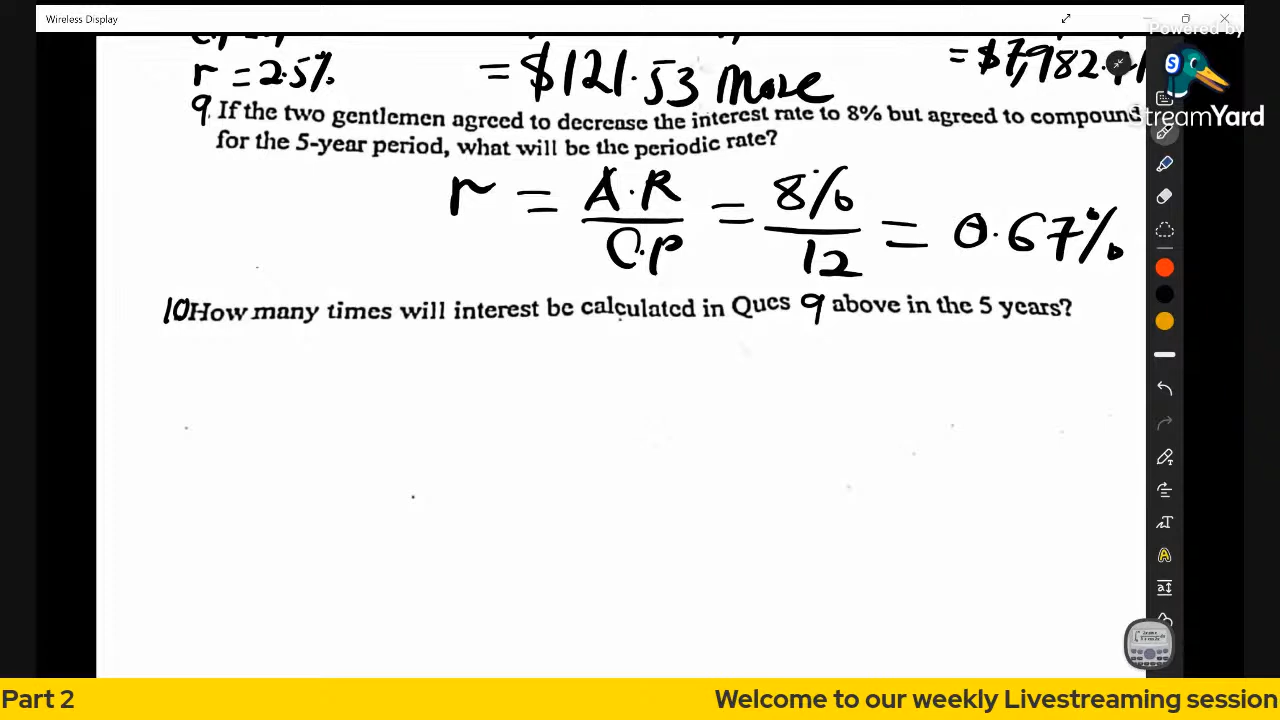 Wireless Display
Powered by
StreamYard
r = 2.5%
= $121.53 more
9. If the two gentlemen agreed to decrease the interest rate to 8% but agreed to compound
for the 5-year period, what will be the periodic rate?
r = A.R / C.P = 8% / 12 = 0.67%
10 How many times will interest be calculated in Ques 9 above in the 5 years?
Part 2
Welcome to our weekly Livestreaming session